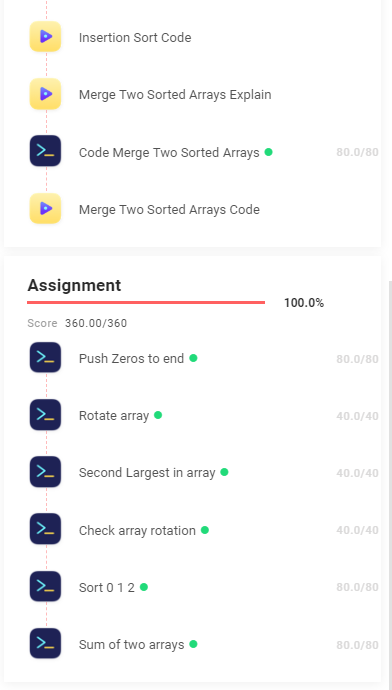 Insertion Sort Code
Merge Two Sorted Arrays Explain
Code Merge Two Sorted Arrays 80.0/80
Merge Two Sorted Arrays Code
Assignment
100.0%
Score 360.00/360
Push Zeros to end 80.0/80
Rotate array 40.0/40
Second Largest in array 40.0/40
Check array rotation 40.0/40
Sort 0 1 2 80.0/80
Sum of two arrays 80.0/80